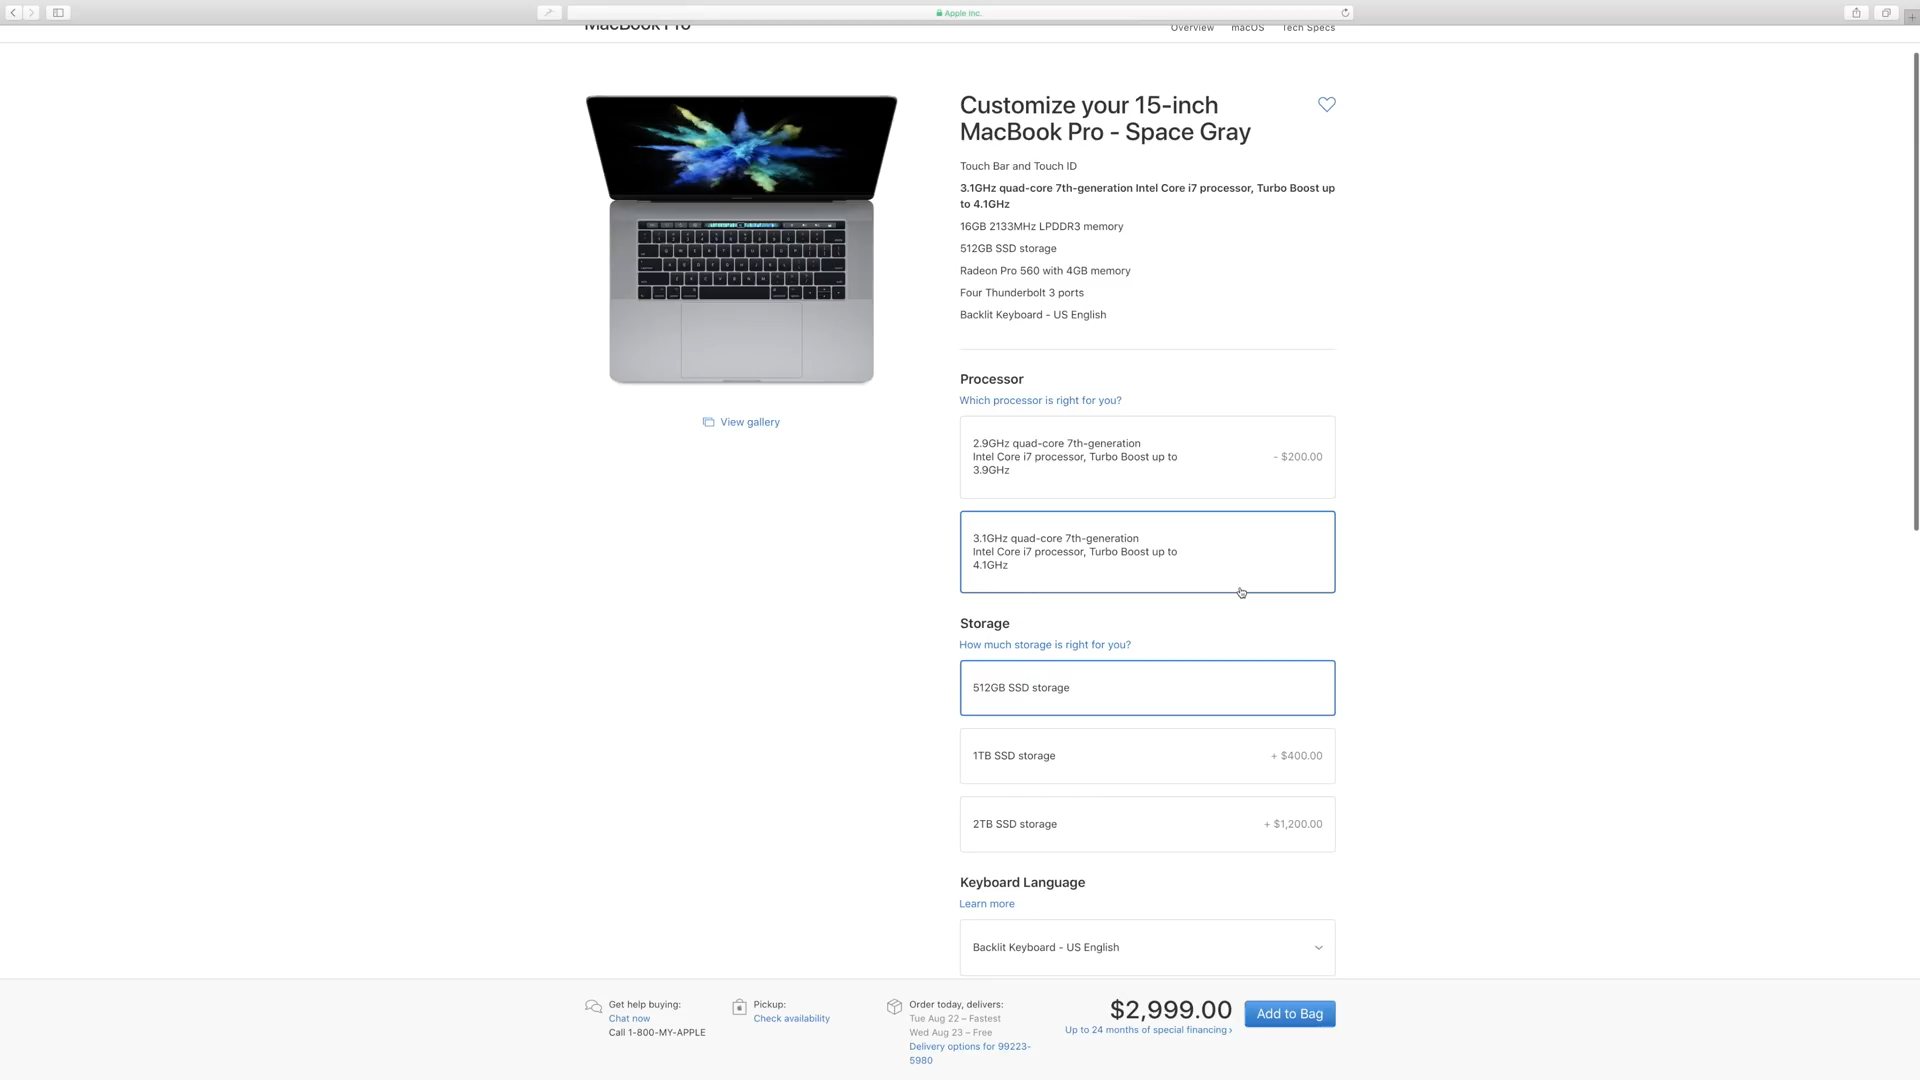 Apple Inc.
MacBook Pro
Overview macOS Tech Specs
Customize your 15-inch
MacBook Pro - Space Gray
Touch Bar and Touch ID
3.1GHz quad-core 7th-generation Intel Core i7 processor, Turbo Boost up
to 4.1GHz
16GB 2133MHz LPDDR3 memory
512GB SSD storage
Radeon Pro 560 with 4GB memory
Four Thunderbolt 3 ports
Backlit Keyboard - US English
View gallery
Processor
Which processor is right for you?
2.9GHz quad-core 7th-generation
Intel Core i7 processor, Turbo Boost up to
3.9GHz
- $200.00
3.1GHz quad-core 7th-generation
Intel Core i7 processor, Turbo Boost up to
4.1GHz
Storage
How much storage is right for you?
512GB SSD storage
1TB SSD storage + $400.00
2TB SSD storage + $1,200.00
Keyboard Language
Learn more
Backlit Keyboard - US English
Get help buying:
Chat now
Call 1-800-MY-APPLE
Pickup:
Check availability
Order today, delivers:
Tue Aug 22 – Fastest
Wed Aug 23 – Free
Delivery options for 99223-
5980
$2,999.00
Up to 24 months of special financing ›
Add to Bag